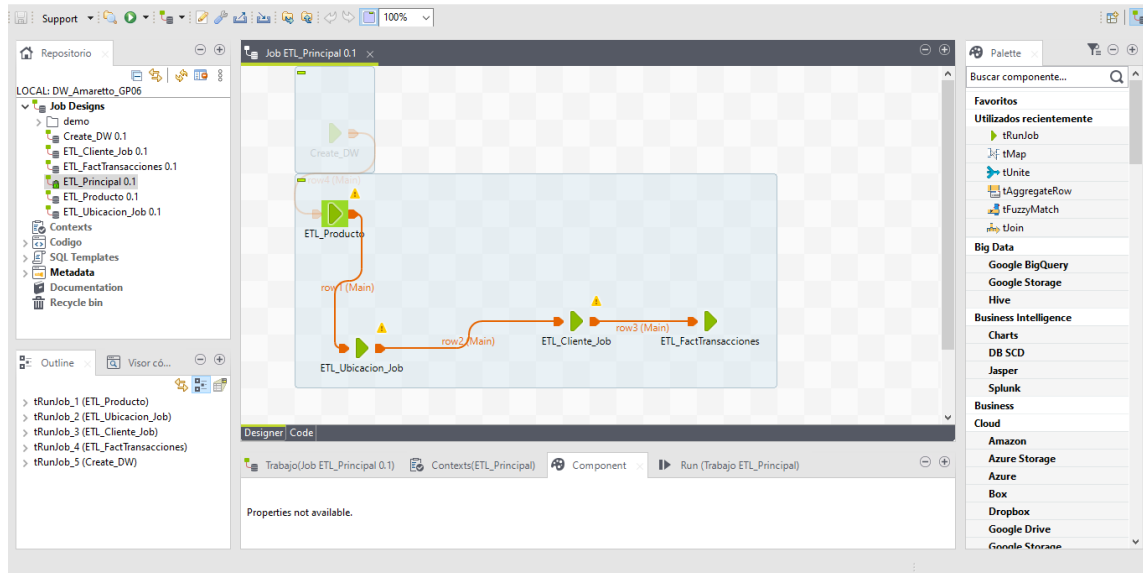 Support
100%
Repositorio
LOCAL: DW_Amaretto_GP06
Job Designs
demo
Create_DW 0.1
ETL_Cliente_Job 0.1
ETL_FactTransacciones 0.1
ETL_Principal 0.1
ETL_Producto 0.1
ETL_Ubicacion_Job 0.1
Contexts
Codigo
SQL Templates
Metadata
Documentation
Recycle bin
Outline
Visor có...
tRunJob_1 (ETL_Producto)
tRunJob_2 (ETL_Ubicacion_Job)
tRunJob_3 (ETL_Cliente_Job)
tRunJob_4 (ETL_FactTransacciones)
tRunJob_5 (Create_DW)
Job ETL_Principal 0.1
Create_DW
row4 (Main)
ETL_Producto
row1 (Main)
ETL_Ubicacion_Job
row2 (Main)
ETL_Cliente_Job
row3 (Main)
ETL_FactTransacciones
Designer Code
Trabajo(Job ETL_Principal 0.1)
Contexts(ETL_Principal)
Component
Run (Trabajo ETL_Principal)
Properties not available.
Palette
Buscar componente...
Favoritos
Utilizados recientemente
tRunJob
tMap
tUnite
tAggregateRow
tFuzzyMatch
tJoin
Big Data
Google BigQuery
Google Storage
Hive
Business Intelligence
Charts
DB SCD
Jasper
Splunk
Business
Cloud
Amazon
Azure Storage
Azure
Box
Dropbox
Google Drive
Google Storage